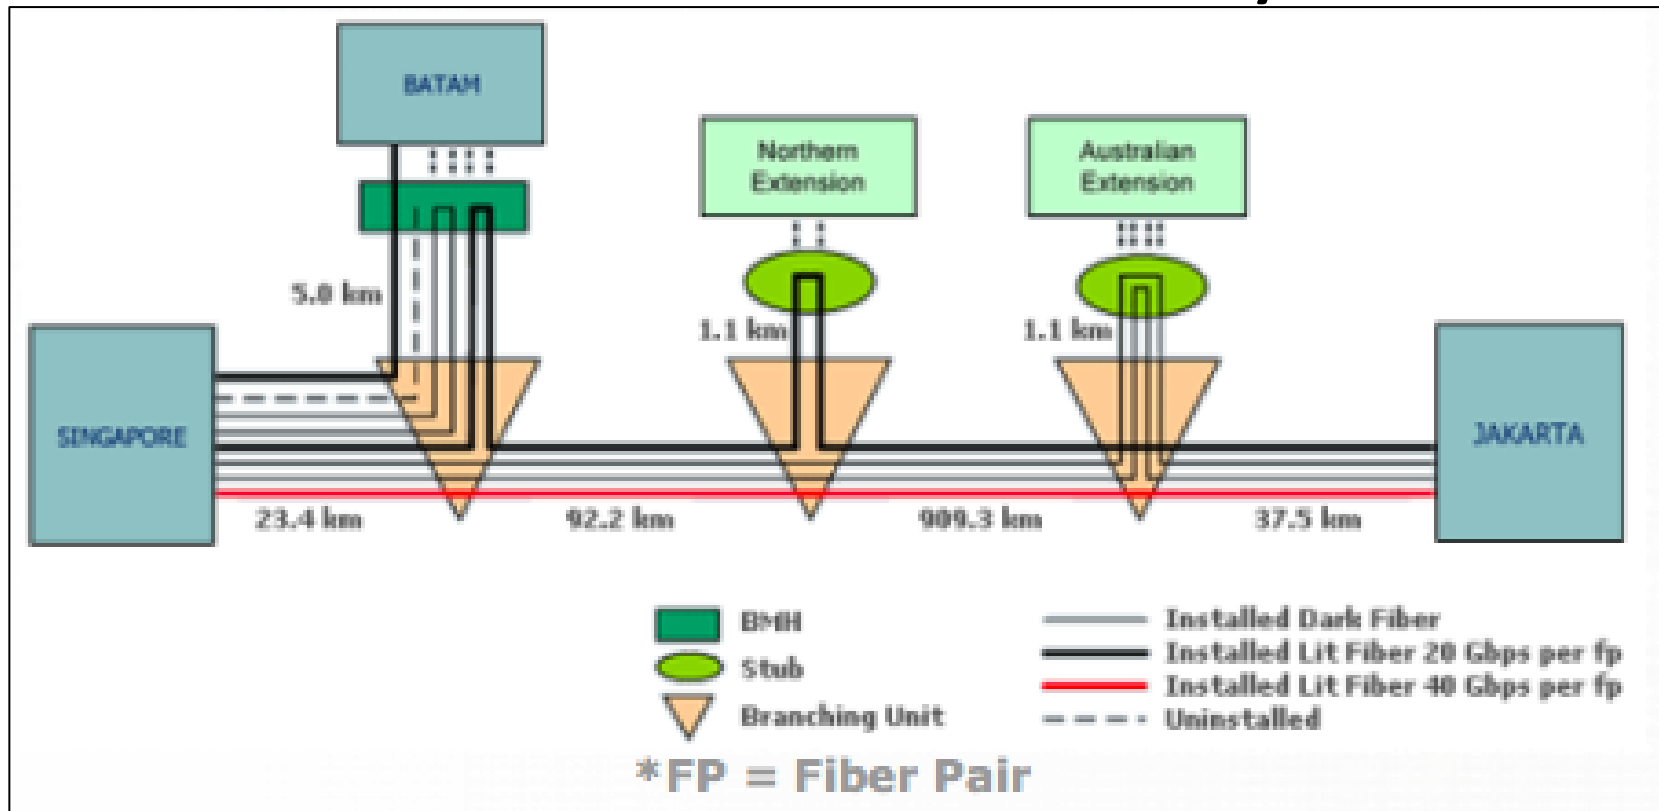 BATAM
Northern
Extension
Australian
Extension
5.0 km
1.1 km
1.1 km
SINGAPORE
JAKARTA
23.4 km
92.2 km
909.3 km
37.5 km
BMH
Stub
Branching Unit
Installed Dark Fiber
Installed Lit Fiber 20 Gbps per fp
Installed Lit Fiber 40 Gbps per fp
Uninstalled
*FP = Fiber Pair